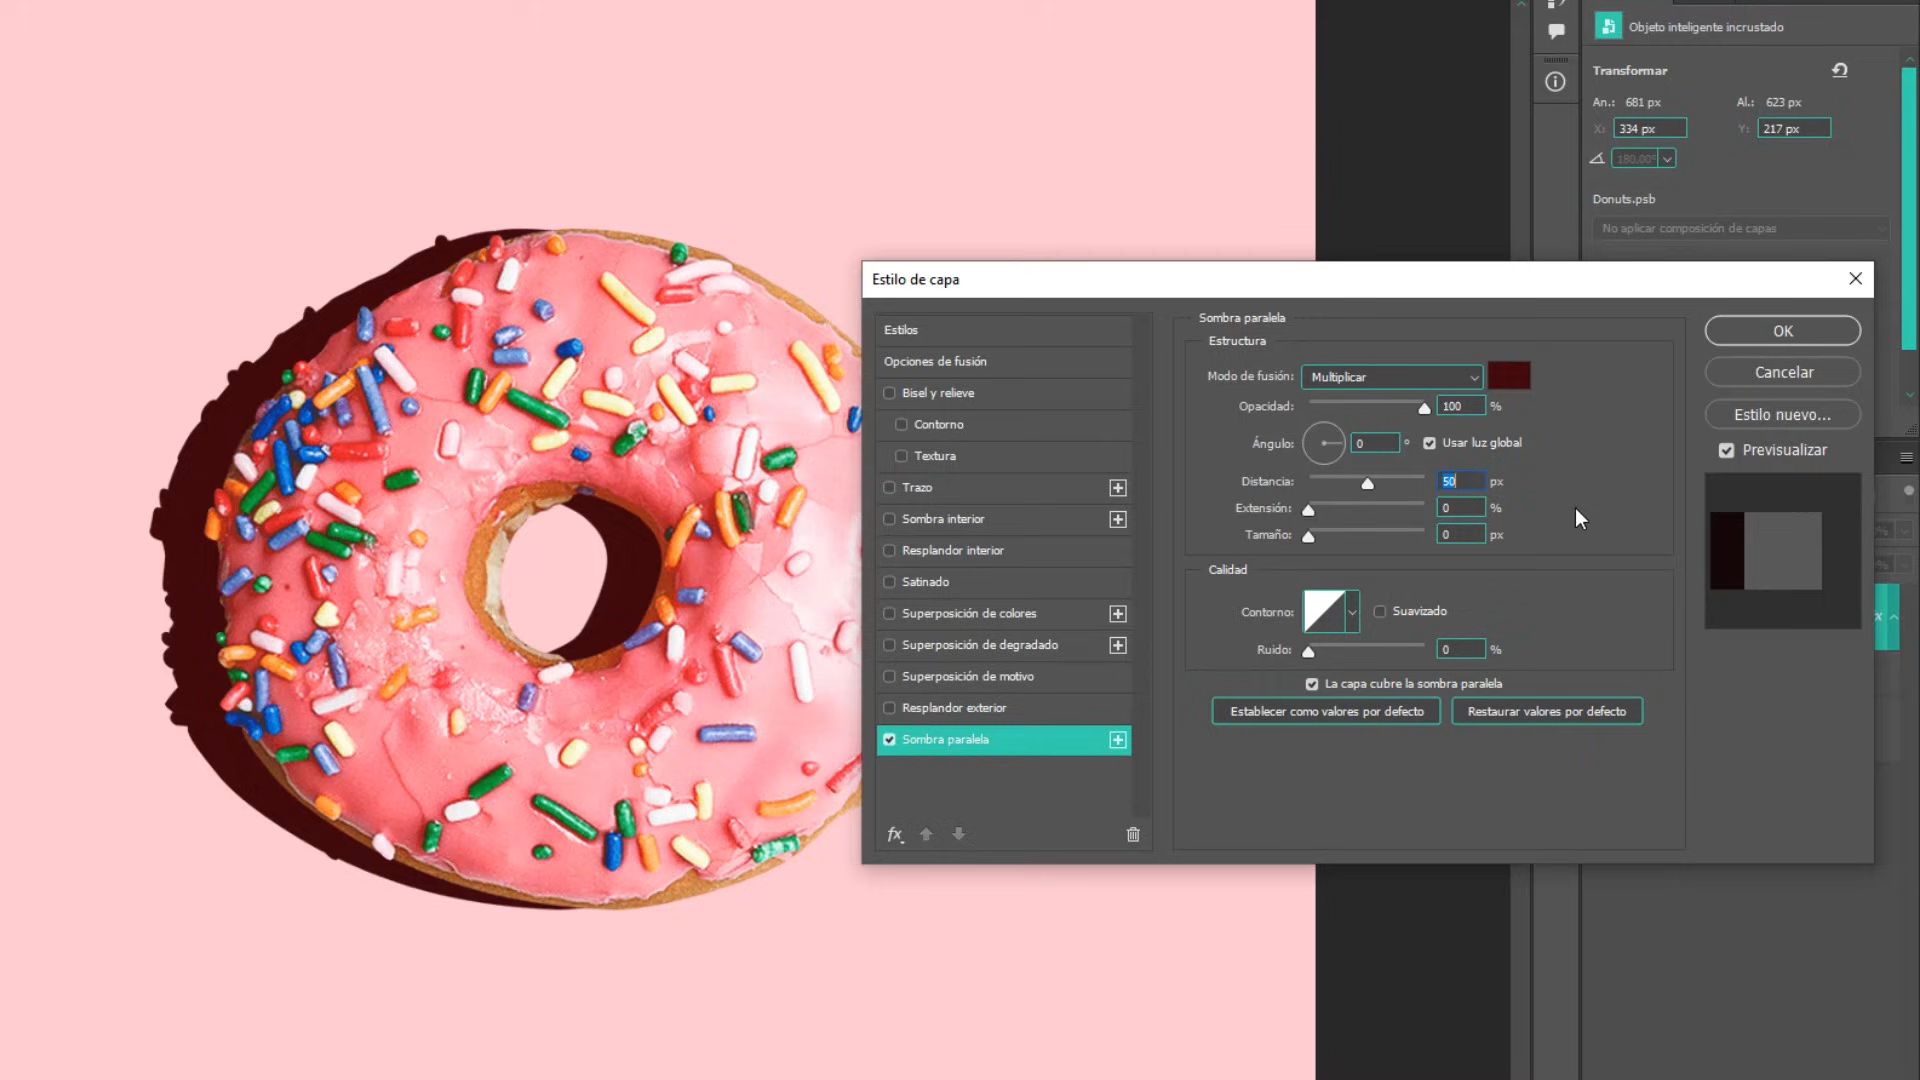 Objeto inteligente incrustado
Transformar
An.: 681 px Al.: 623 px
X: 334 px Y: 217 px
180.00°
Donuts.psb
No aplicar composición de capas
Estilo de capa
Estilos
Opciones de fusión
Bisel y relieve
Contorno
Textura
Trazo
Sombra interior
Resplandor interior
Satinado
Superposición de colores
Superposición de degradado
Superposición de motivo
Resplandor exterior
Sombra paralela
fx
Sombra paralela
Estructura
Modo de fusión: Multiplicar
Opacidad: 100 %
Ángulo: 0 ° Usar luz global
Distancia: 50 px
Extensión: 0 %
Tamaño: 0 px
Calidad
Contorno: Suavizado
Ruido: 0 %
La capa cubre la sombra paralela
Establecer como valores por defecto Restaurar valores por defecto
OK
Cancelar
Estilo nuevo...
Previsualizar
%
%